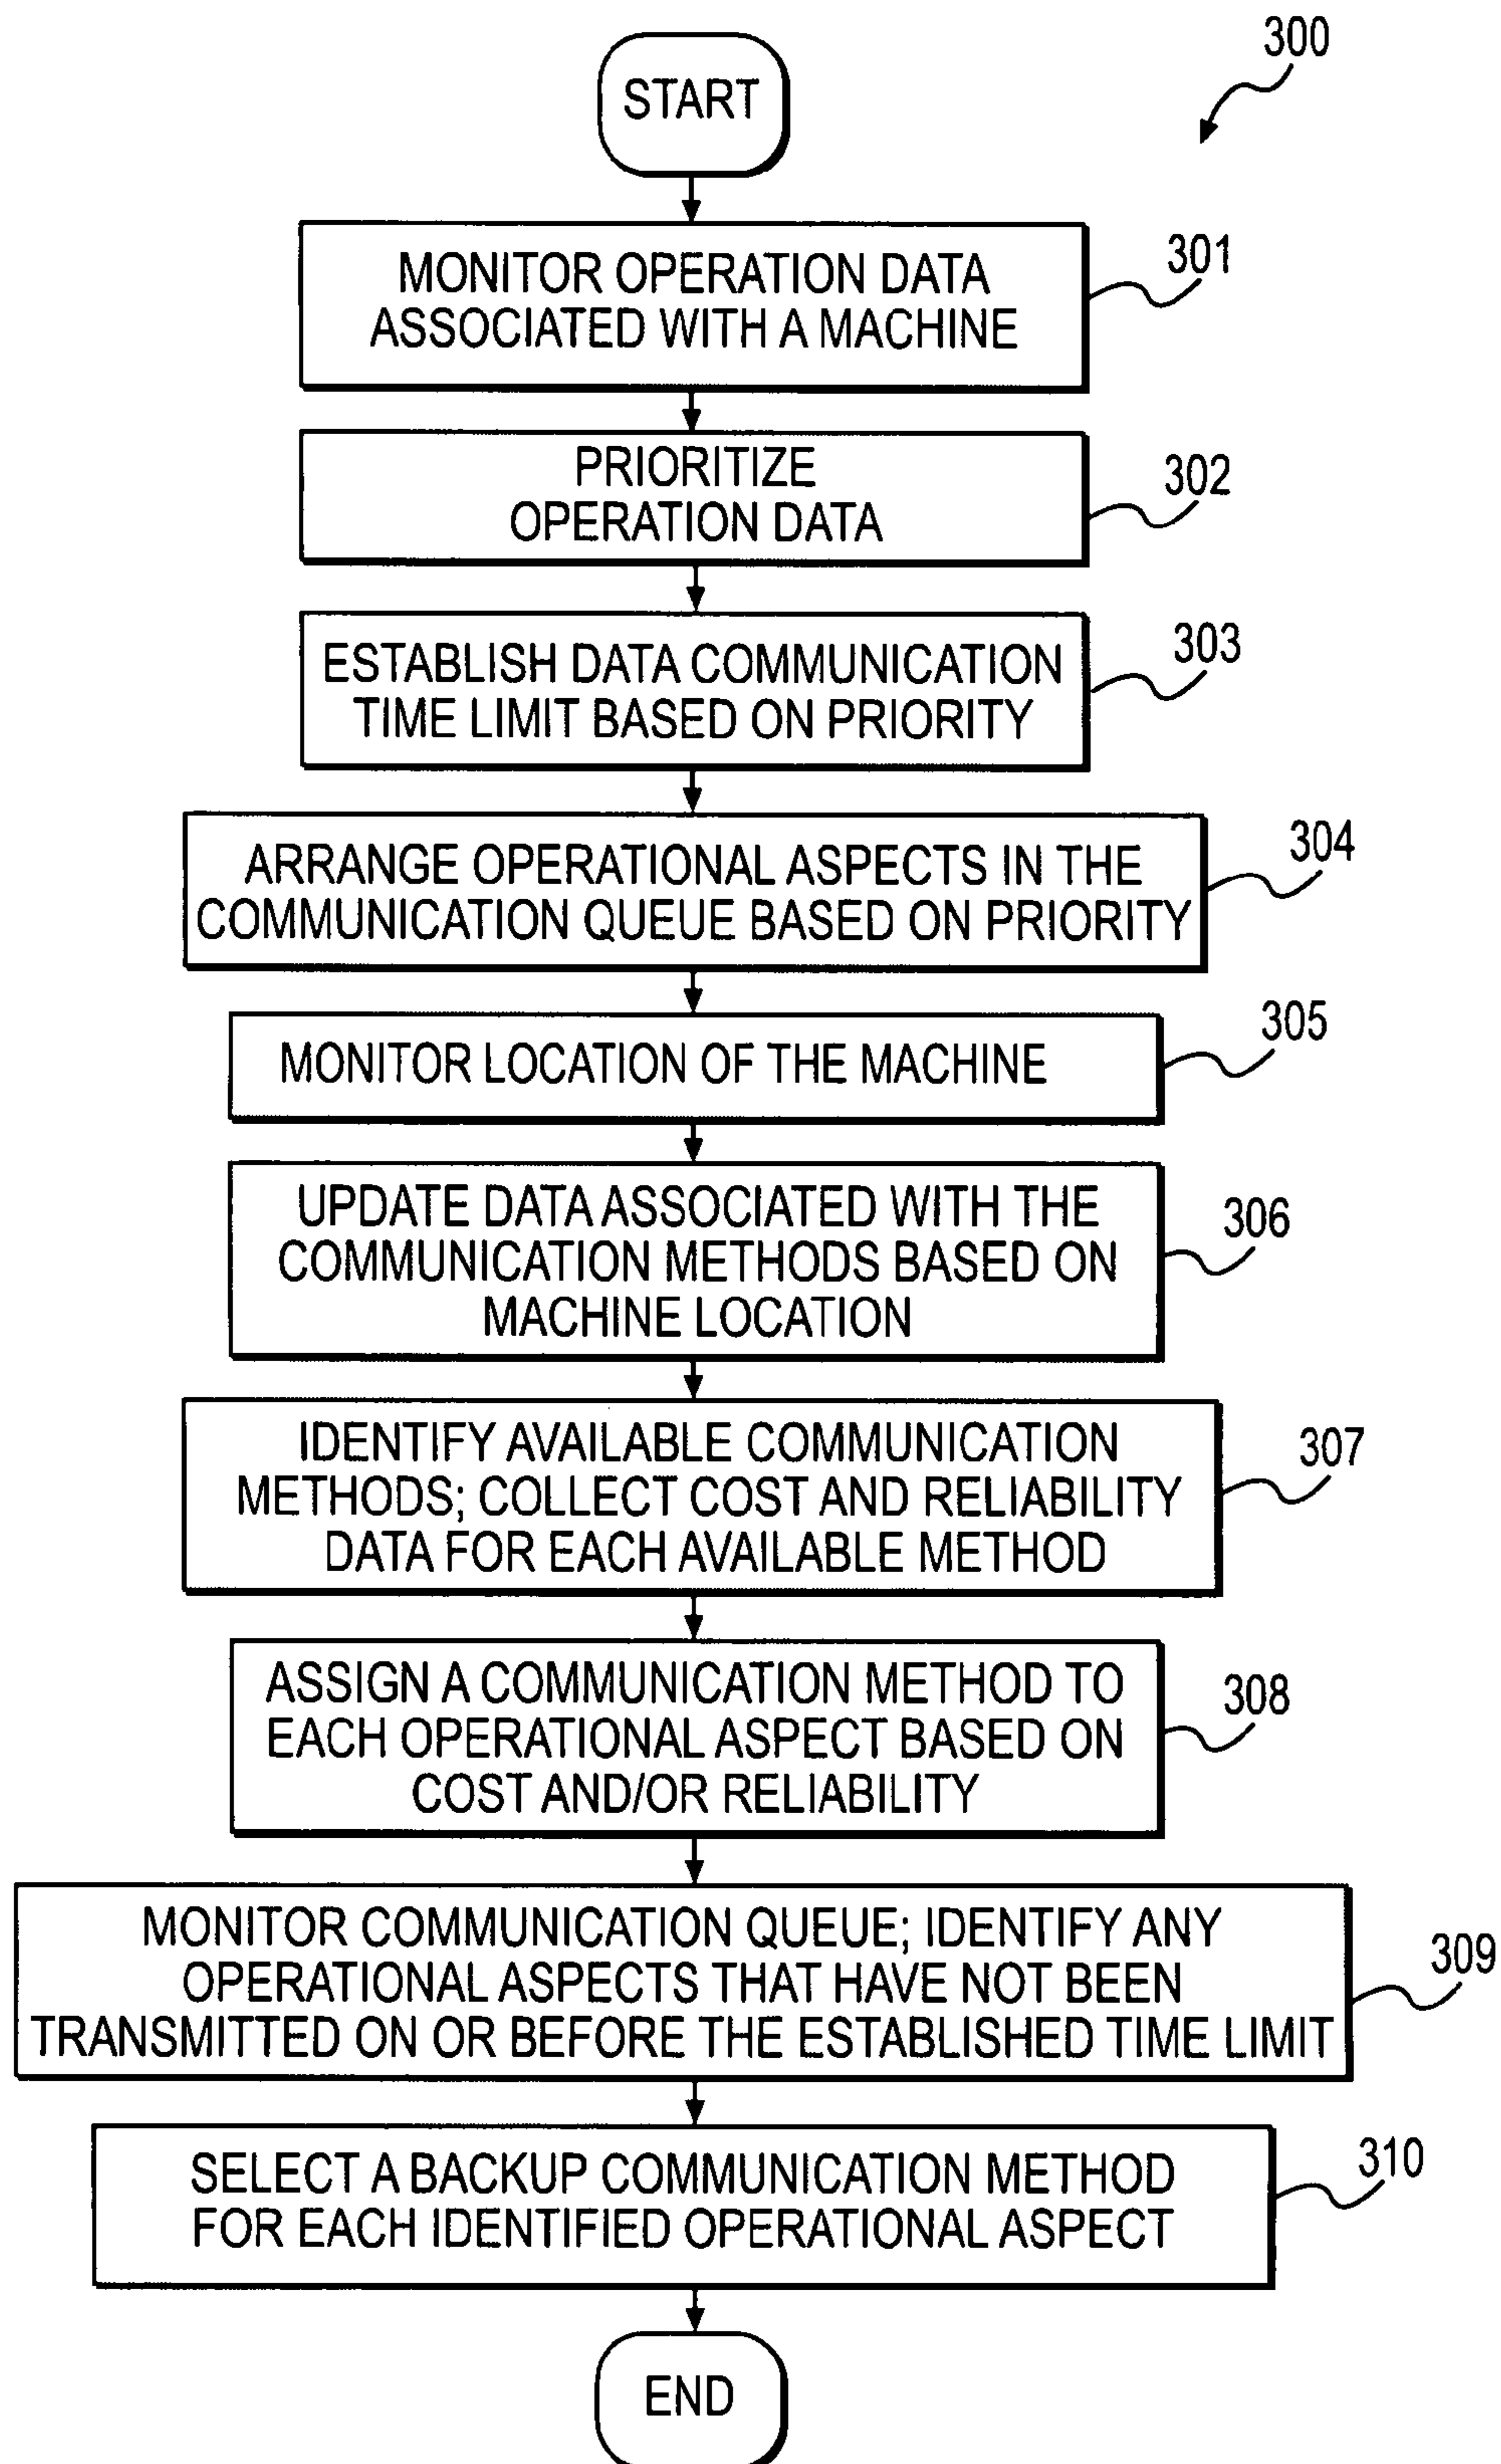 300
START
MONITOR OPERATION DATA
ASSOCIATED WITH A MACHINE
301
PRIORITIZE
OPERATION DATA
302
ESTABLISH DATA COMMUNICATION
TIME LIMIT BASED ON PRIORITY
303
ARRANGE OPERATIONAL ASPECTS IN THE
COMMUNICATION QUEUE BASED ON PRIORITY
304
MONITOR LOCATION OF THE MACHINE
305
UPDATE DATA ASSOCIATED WITH THE
COMMUNICATION METHODS BASED ON
MACHINE LOCATION
306
IDENTIFY AVAILABLE COMMUNICATION
METHODS; COLLECT COST AND RELIABILITY
DATA FOR EACH AVAILABLE METHOD
307
ASSIGN A COMMUNICATION METHOD TO
EACH OPERATIONAL ASPECT BASED ON
COST AND/OR RELIABILITY
308
MONITOR COMMUNICATION QUEUE; IDENTIFY ANY
OPERATIONAL ASPECTS THAT HAVE NOT BEEN
TRANSMITTED ON OR BEFORE THE ESTABLISHED TIME LIMIT
309
SELECT A BACKUP COMMUNICATION METHOD
FOR EACH IDENTIFIED OPERATIONAL ASPECT
310
END